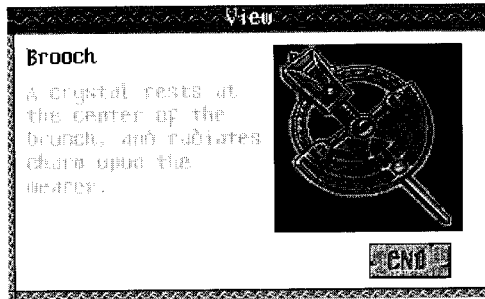 View
Brooch
A crystal rests at
the center of the
brooch, and radiates
charm upon the
wearer.
END